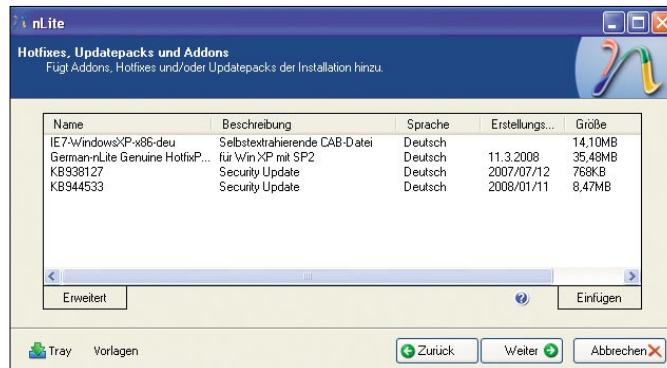 nLite
Hotfixes, Updatepacks und Addons
Fügt Addons, Hotfixes und/oder Updatepacks der Installation hinzu.
Name Beschreibung Sprache Erstellungs... Größe
IE7-WindowsXP-x86-deu Selbstextrahierende CAB-Datei Deutsch 14,10MB
German-nLite Genuine HotfixP... für Win XP mit SP2 Deutsch 11.3.2008 35,48MB
KB938127 Security Update Deutsch 2007/07/12 768KB
KB944533 Security Update Deutsch 2008/01/11 8,47MB
Erweitert Einfügen
Tray Vorlagen Zurück Weiter Abbrechen